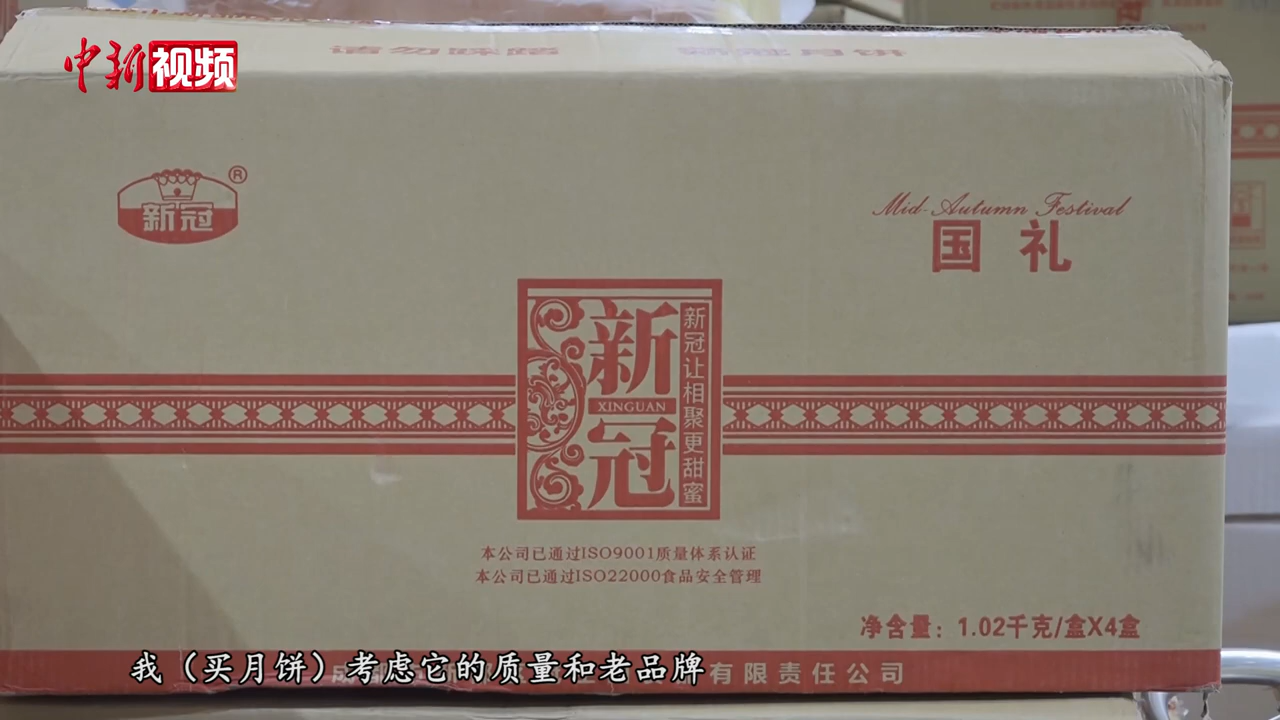 中新视频
请勿踩踏
新冠
®
Mid-Autumn Festival
国礼
新冠
XINGUAN
新冠让相聚更甜蜜
本公司已通过ISO9001质量体系认证
本公司已通过ISO22000食品安全管理
净含量：1.02千克/盒X4盒
有限责任公司
我（买月饼）考虑它的质量和老品牌